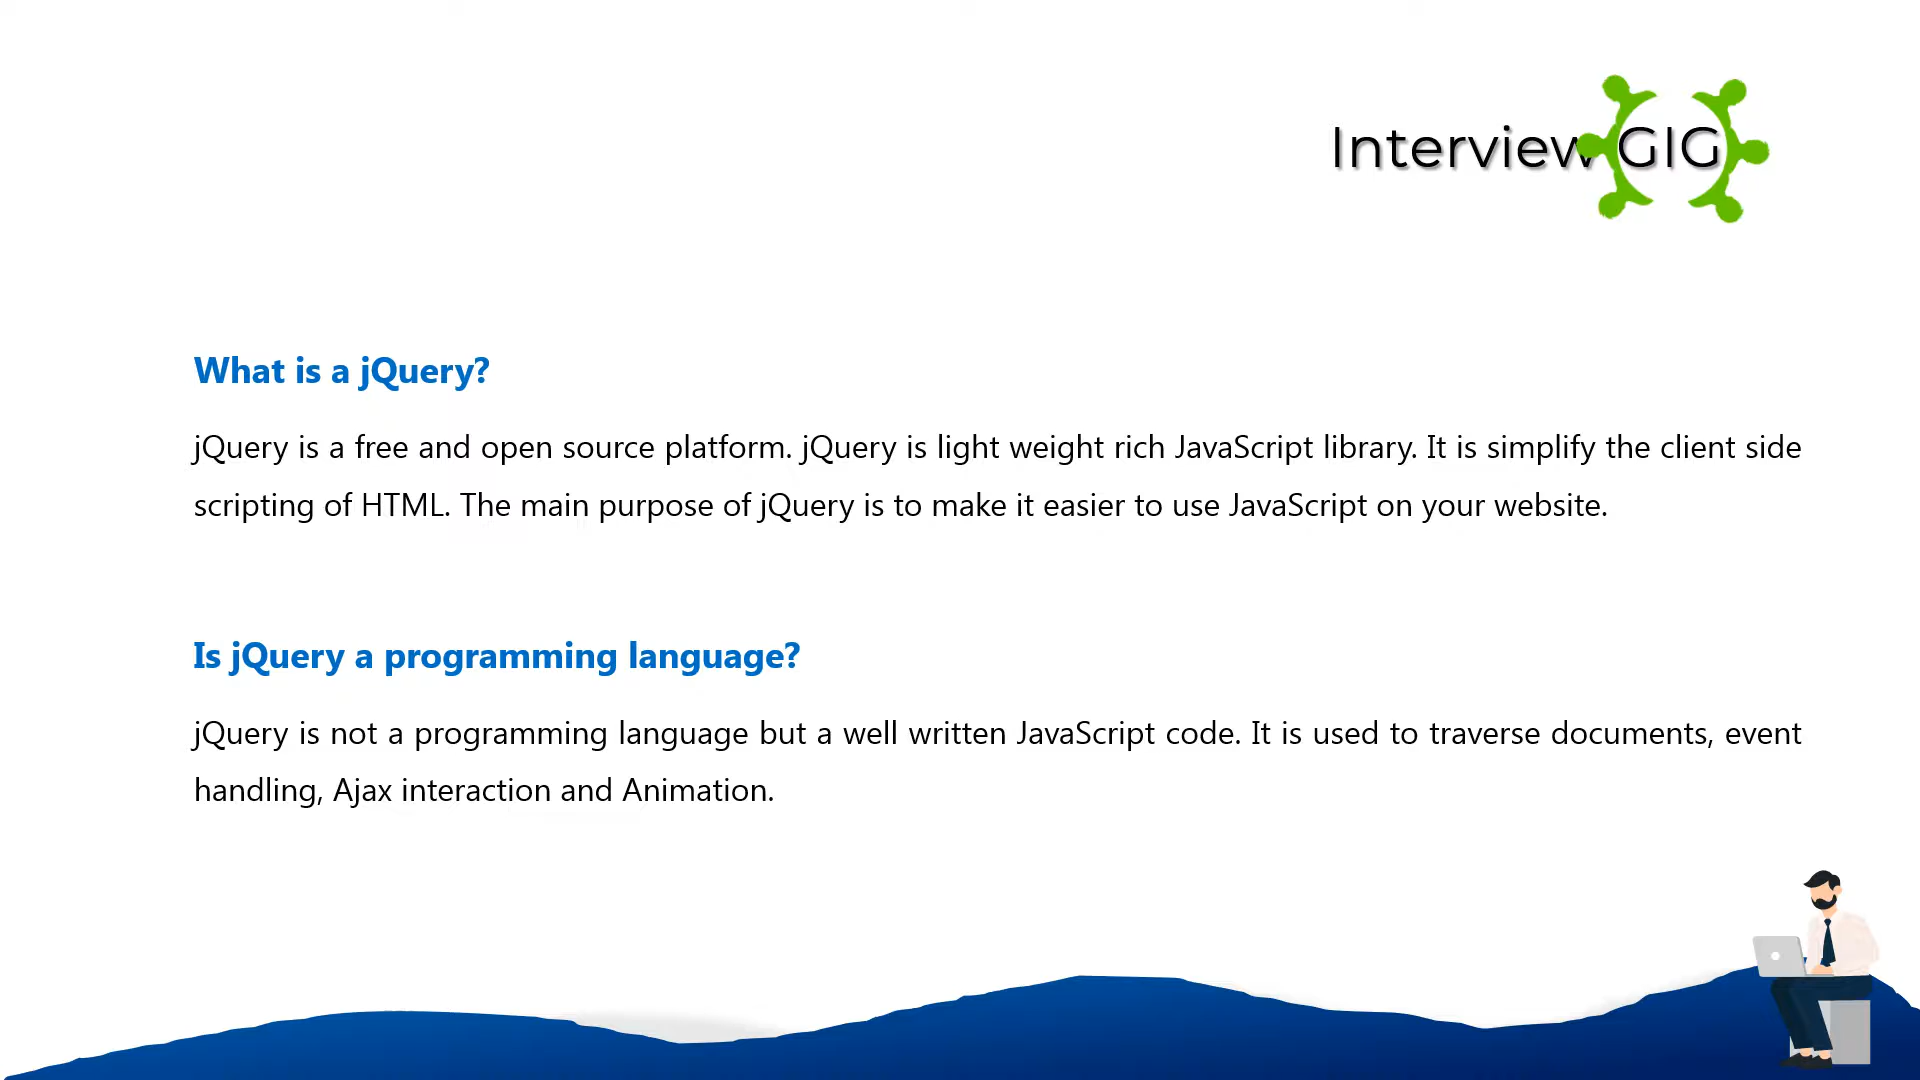 Interview GIG
What is a jQuery?
jQuery is a free and open source platform. jQuery is light weight rich JavaScript library. It is simplify the client side
scripting of HTML. The main purpose of jQuery is to make it easier to use JavaScript on your website.
Is jQuery a programming language?
jQuery is not a programming language but a well written JavaScript code. It is used to traverse documents, event
handling, Ajax interaction and Animation.